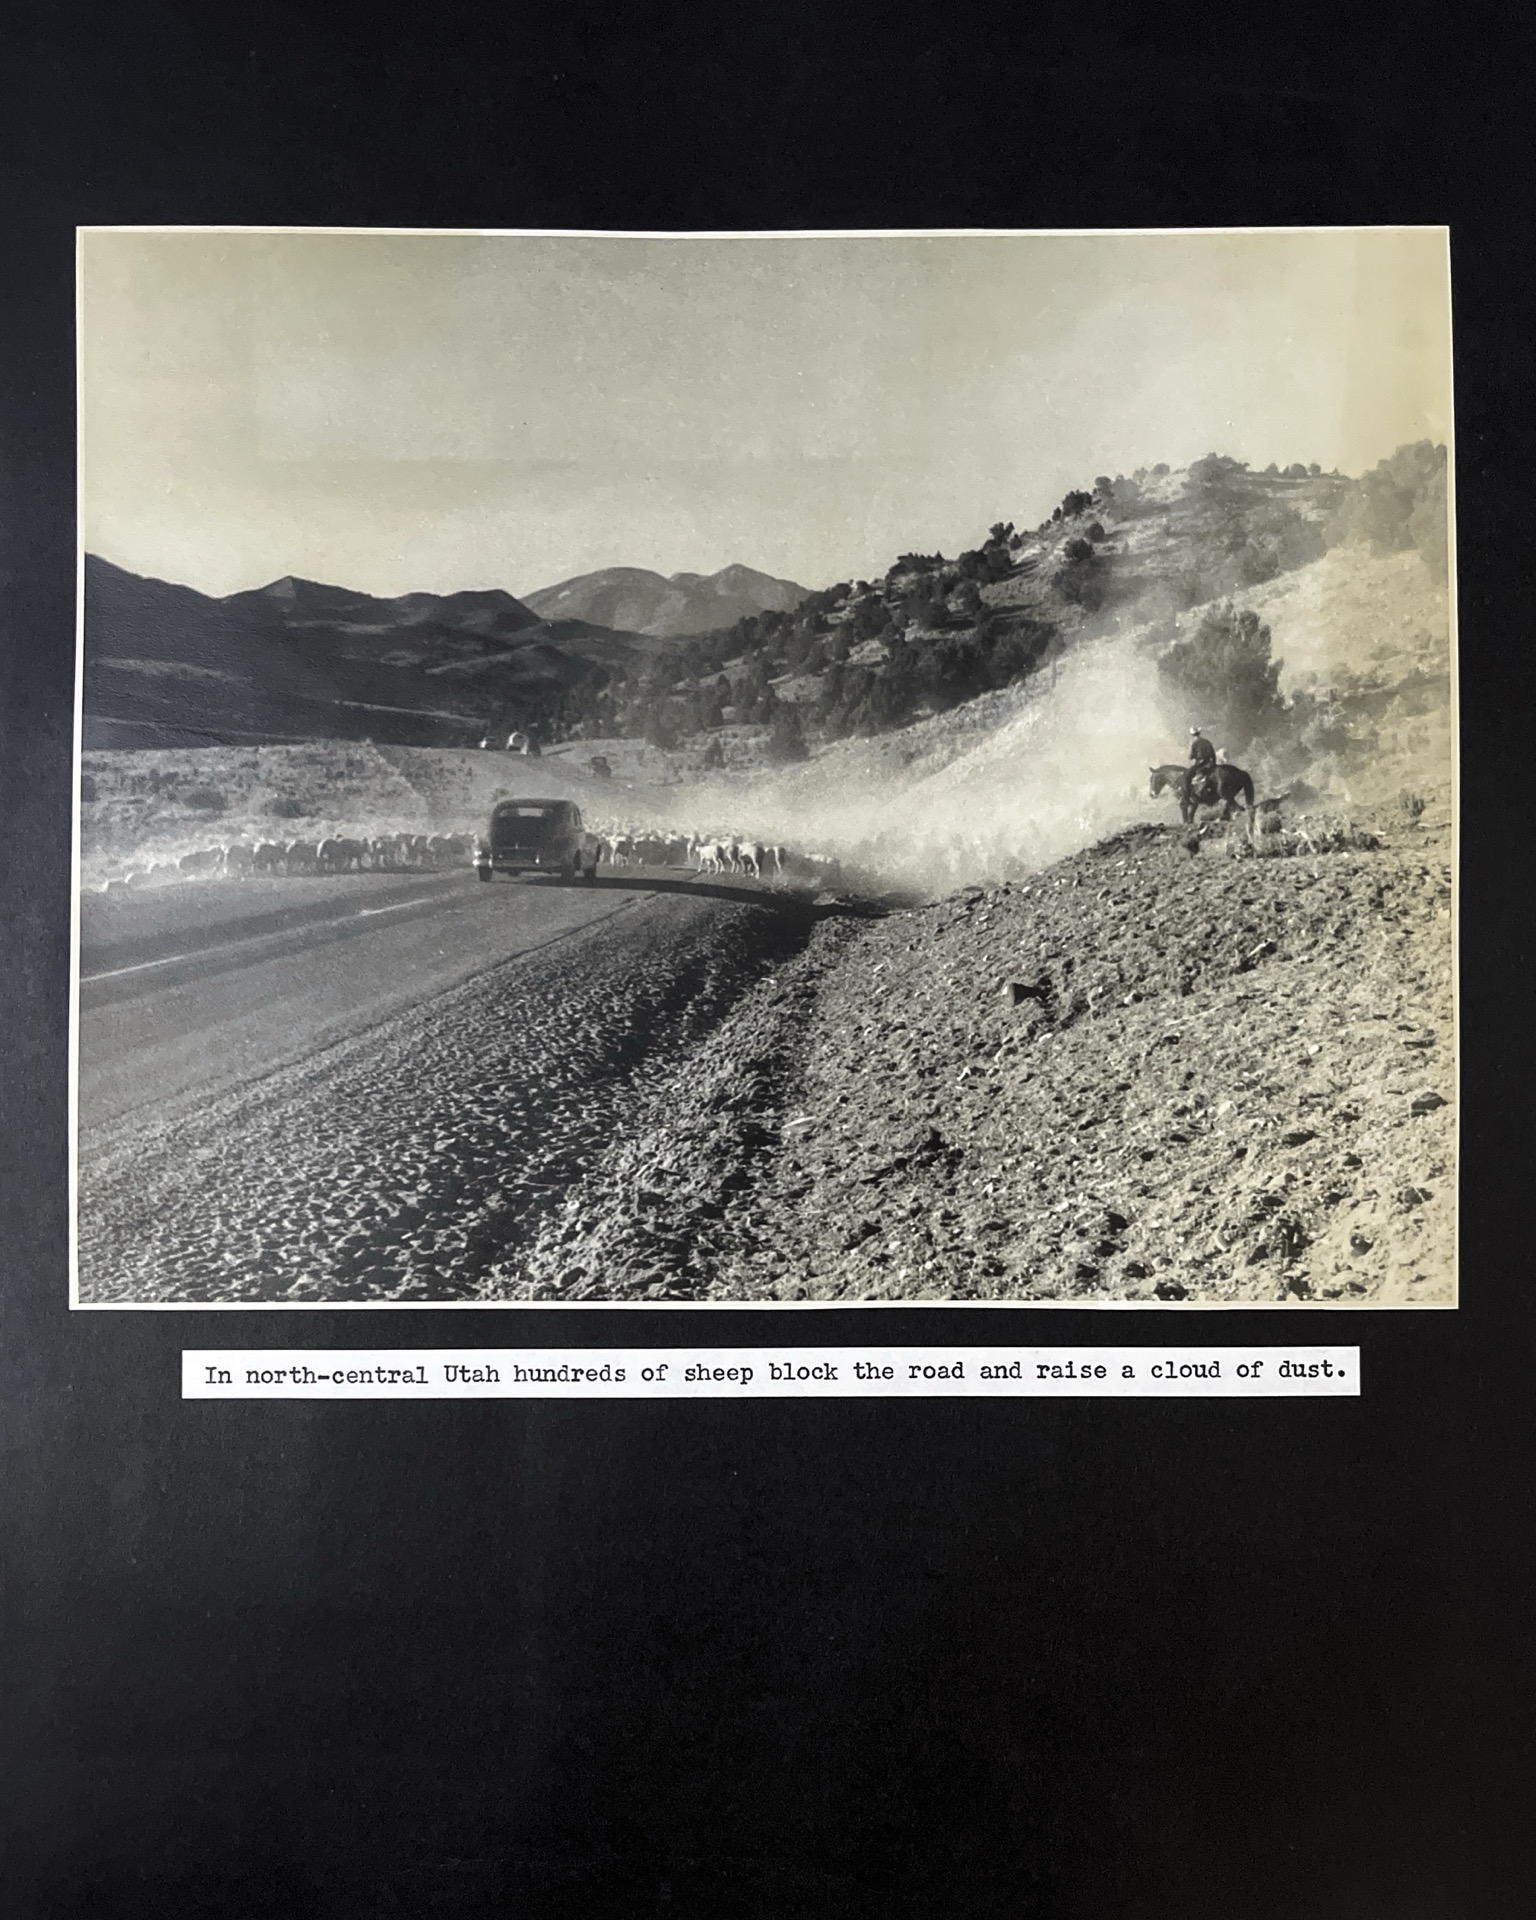 In north-central Utah hundreds of sheep block the road and raise a cloud of dust.